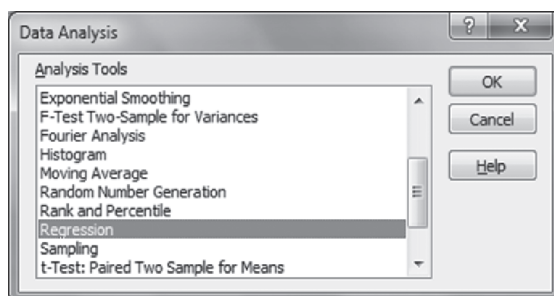 Data Analysis
Analysis Tools
Exponential Smoothing
F-Test Two-Sample for Variances
Fourier Analysis
Histogram
Moving Average
Random Number Generation
Rank and Percentile
Regression
Sampling
t-Test: Paired Two Sample for Means
OK
Cancel
Help